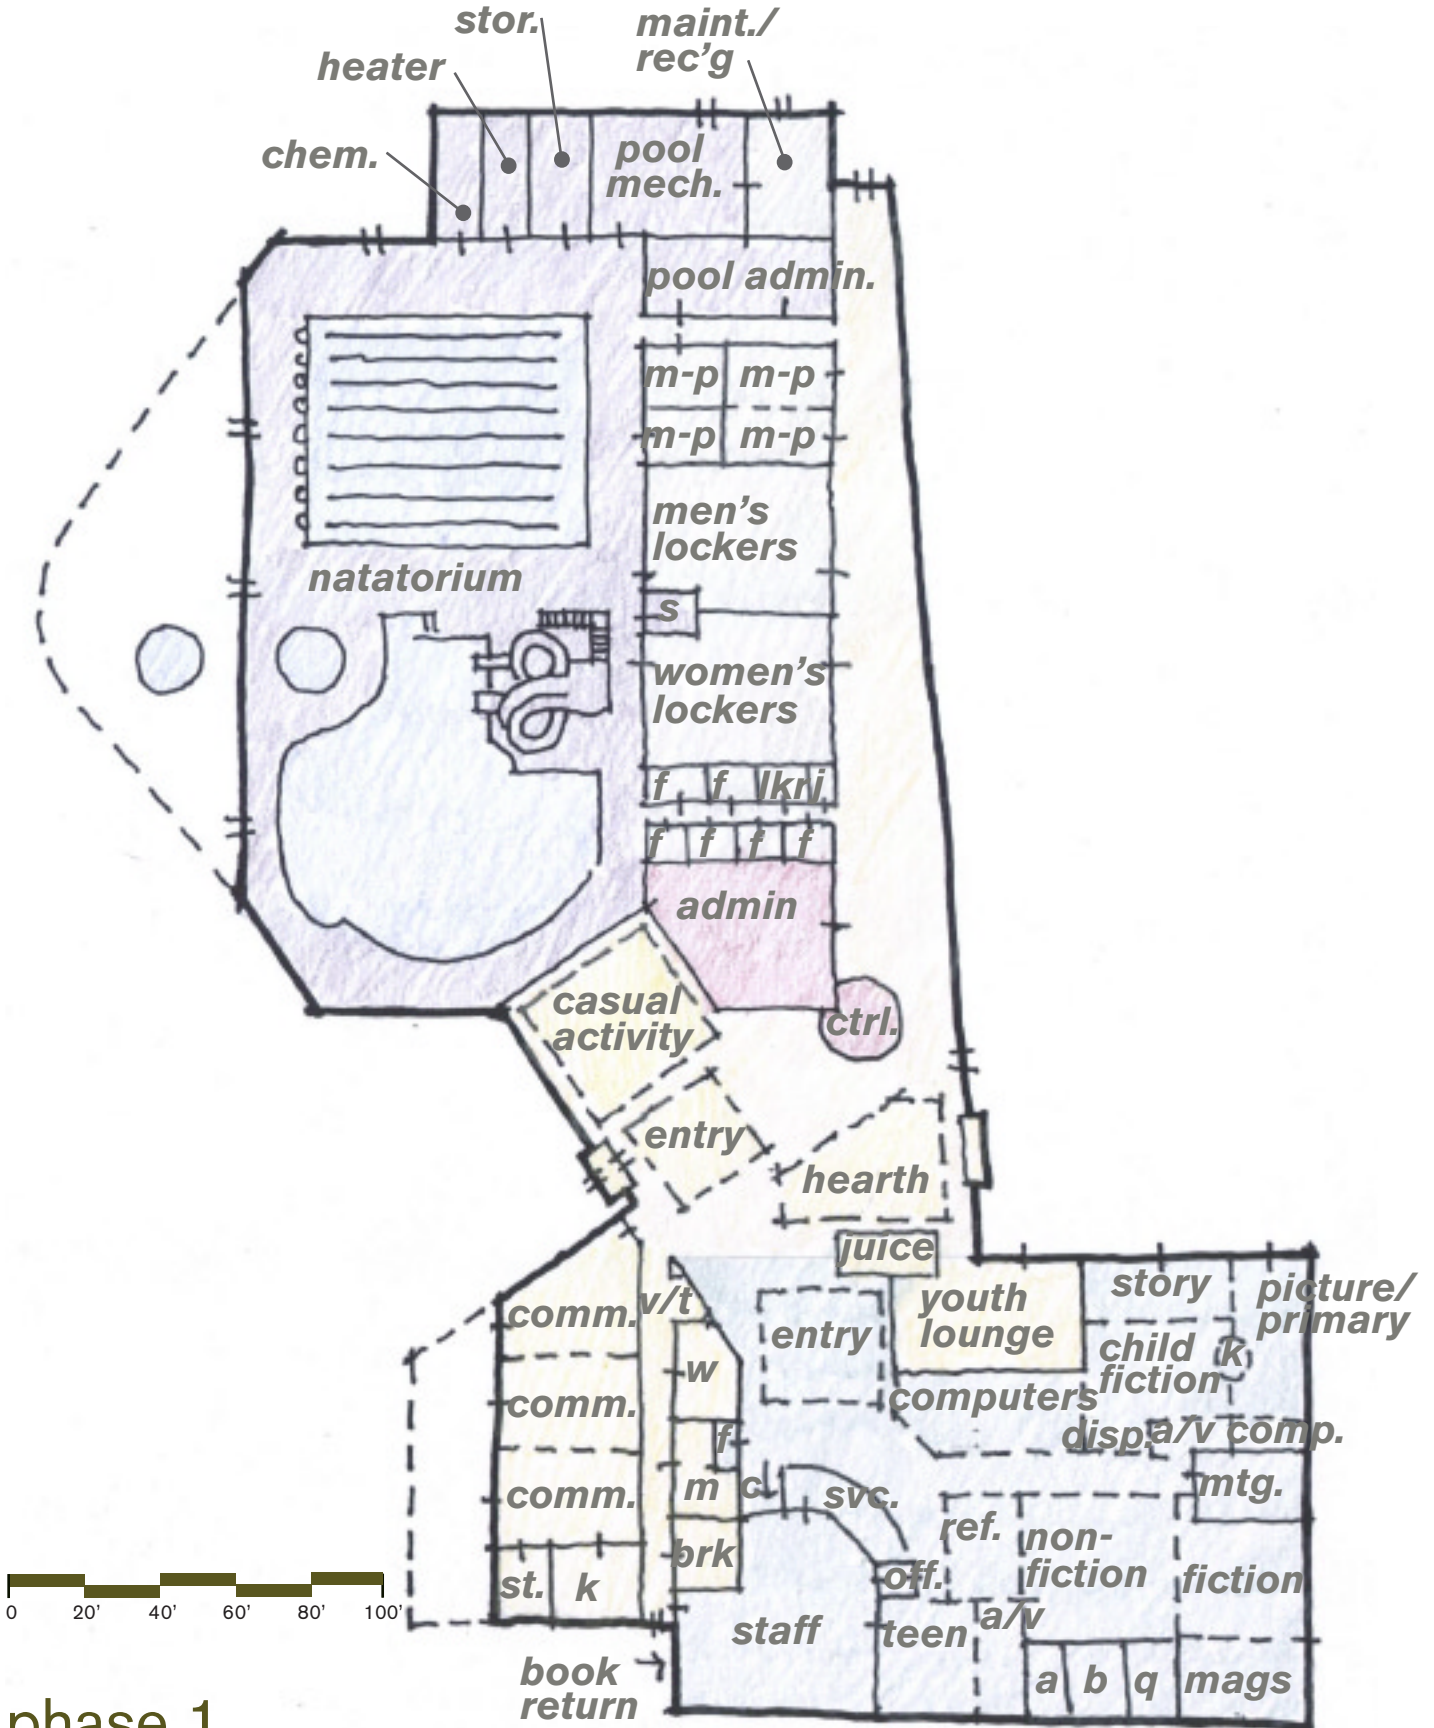 stor.
maint./
rec'g
heater
chem.
pool
mech.
pool admin.
m-p m-p
m-p m-p
men's
lockers
natatorium
s
women's
lockers
f f lkr j
f f f f
admin
casual
activity
ctrl.
entry
hearth
juice
comm.
v/t
entry
youth
lounge
story
picture/
primary
child
fiction
k
w
comm.
computers
disp.
a/v comp.
f
comm.
m
c
svc.
mtg.
ref.
non-
fiction
fiction
brk
st.
k
off.
a/v
staff
teen
book
return
a b q mags
0 20' 40' 60' 80' 100'
phase 1